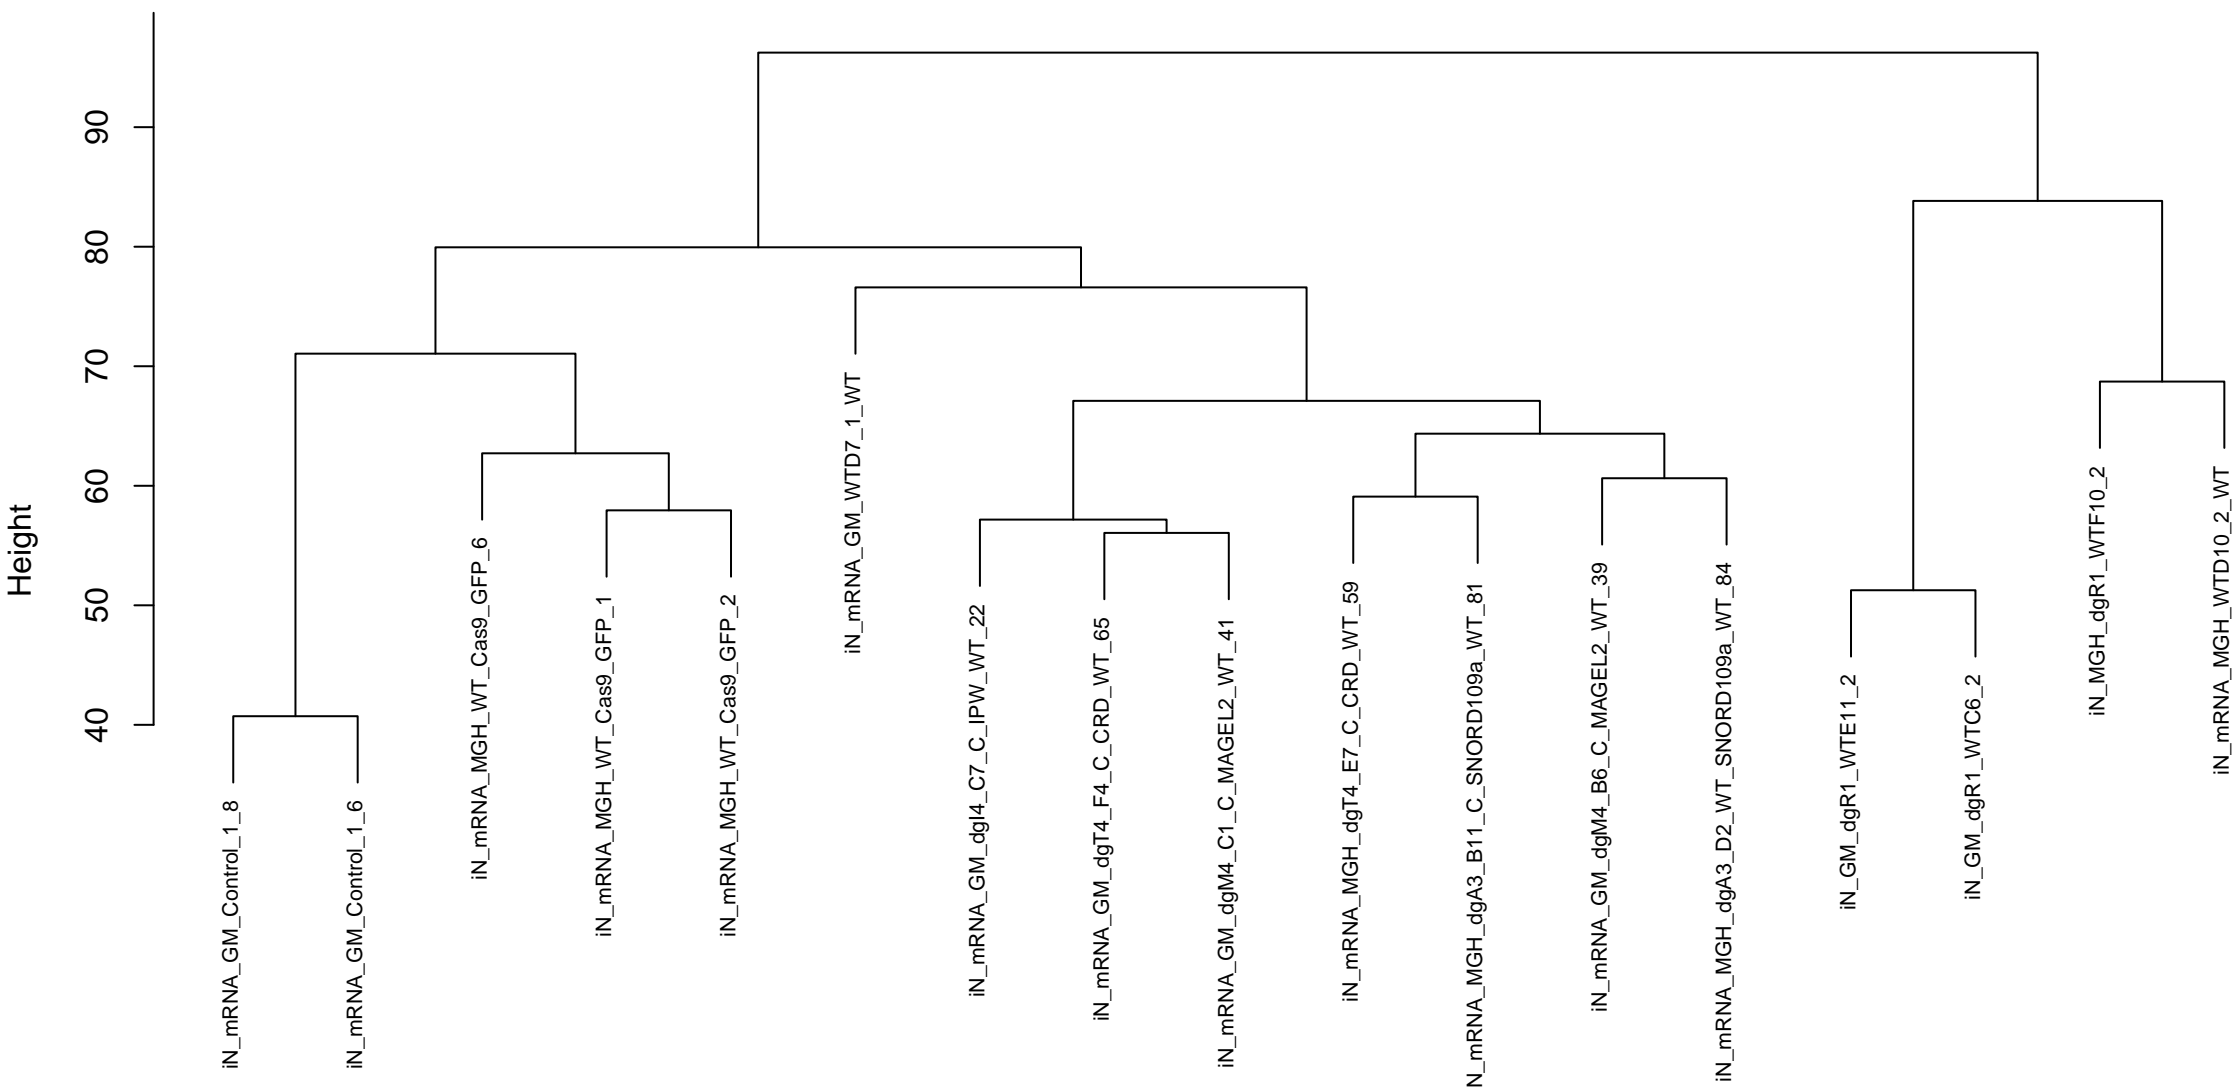 Height
90
80
70
60
50
40
iN_mRNA_GM_Control_1_8
iN_mRNA_GM_Control_1_6
iN_mRNA_MGH_WT_Cas9_GFP_6
iN_mRNA_MGH_WT_Cas9_GFP_1
iN_mRNA_MGH_WT_Cas9_GFP_2
iN_mRNA_GM_WTD7_1_WT
iN_mRNA_GM_dgI4_C7_C_IPW_WT_22
iN_mRNA_GM_dgT4_F4_C_CRD_WT_65
iN_mRNA_GM_dgM4_C1_C_MAGEL2_WT_41
iN_mRNA_MGH_dgT4_E7_C_CRD_WT_59
N_mRNA_MGH_dgA3_B11_C_SNORD109a_WT_81
iN_mRNA_GM_dgM4_B6_C_MAGEL2_WT_39
iN_mRNA_MGH_dgA3_D2_WT_SNORD109a_WT_84
iN_GM_dgR1_WTE11_2
iN_GM_dgR1_WTC6_2
iN_MGH_dgR1_WTF10_2
iN_mRNA_MGH_WTD10_2_WT